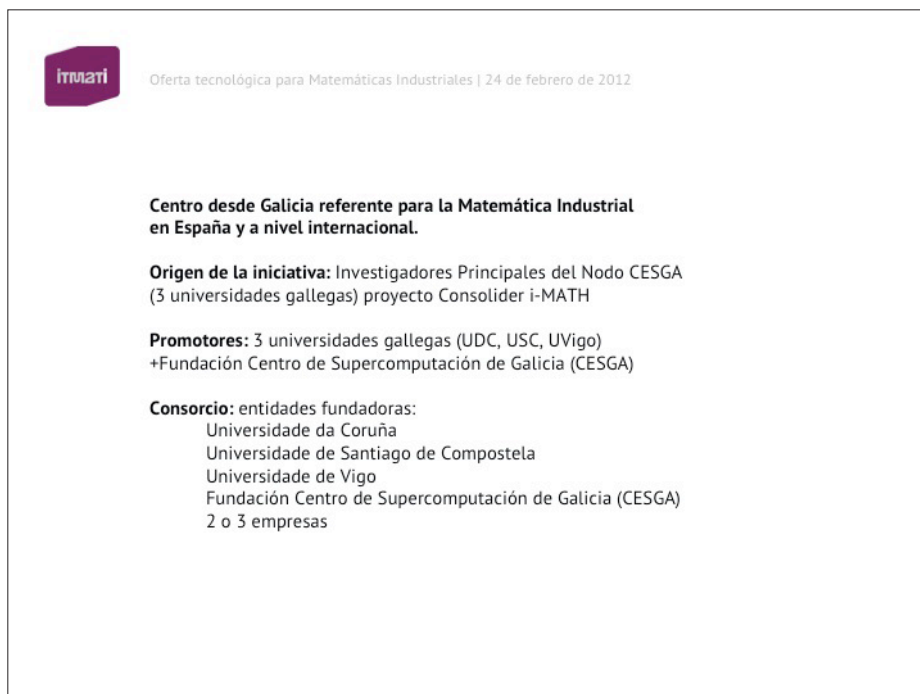 itmati
Oferta tecnológica para Matemáticas Industriales | 24 de febrero de 2012
Centro desde Galicia referente para la Matemática Industrial
en España y a nivel internacional.
Origen de la iniciativa: Investigadores Principales del Nodo CESGA
(3 universidades gallegas) proyecto Consolider i-MATH
Promotores: 3 universidades gallegas (UDC, USC, UVigo)
+Fundación Centro de Supercomputación de Galicia (CESGA)
Consorcio: entidades fundadoras:
Universidade da Coruña
Universidade de Santiago de Compostela
Universidade de Vigo
Fundación Centro de Supercomputación de Galicia (CESGA)
2 o 3 empresas